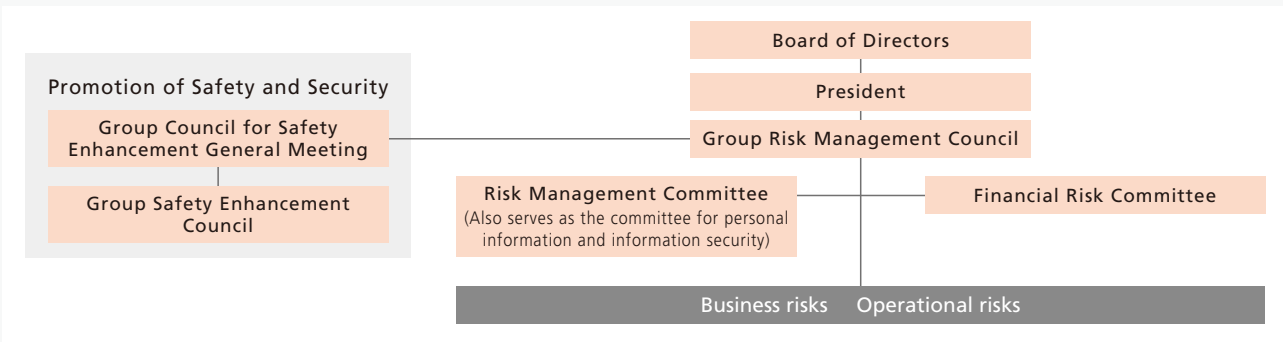 Board of Directors
Promotion of Safety and Security
President
Group Council for Safety
Enhancement General Meeting
Group Risk Management Council
Group Safety Enhancement
Council
Risk Management Committee
(Also serves as the committee for personal
information and information security)
Financial Risk Committee
Business risks Operational risks